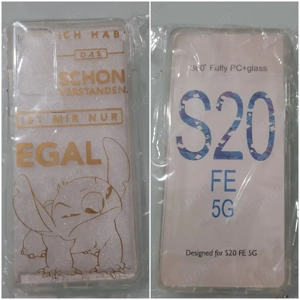 ICH HAB
DAS
SCHON
VERSTANDEN.
IST MIR NUR
EGAL
360° Fully PC+glass
S20
FE
5G
Designed for S20 FE 5G